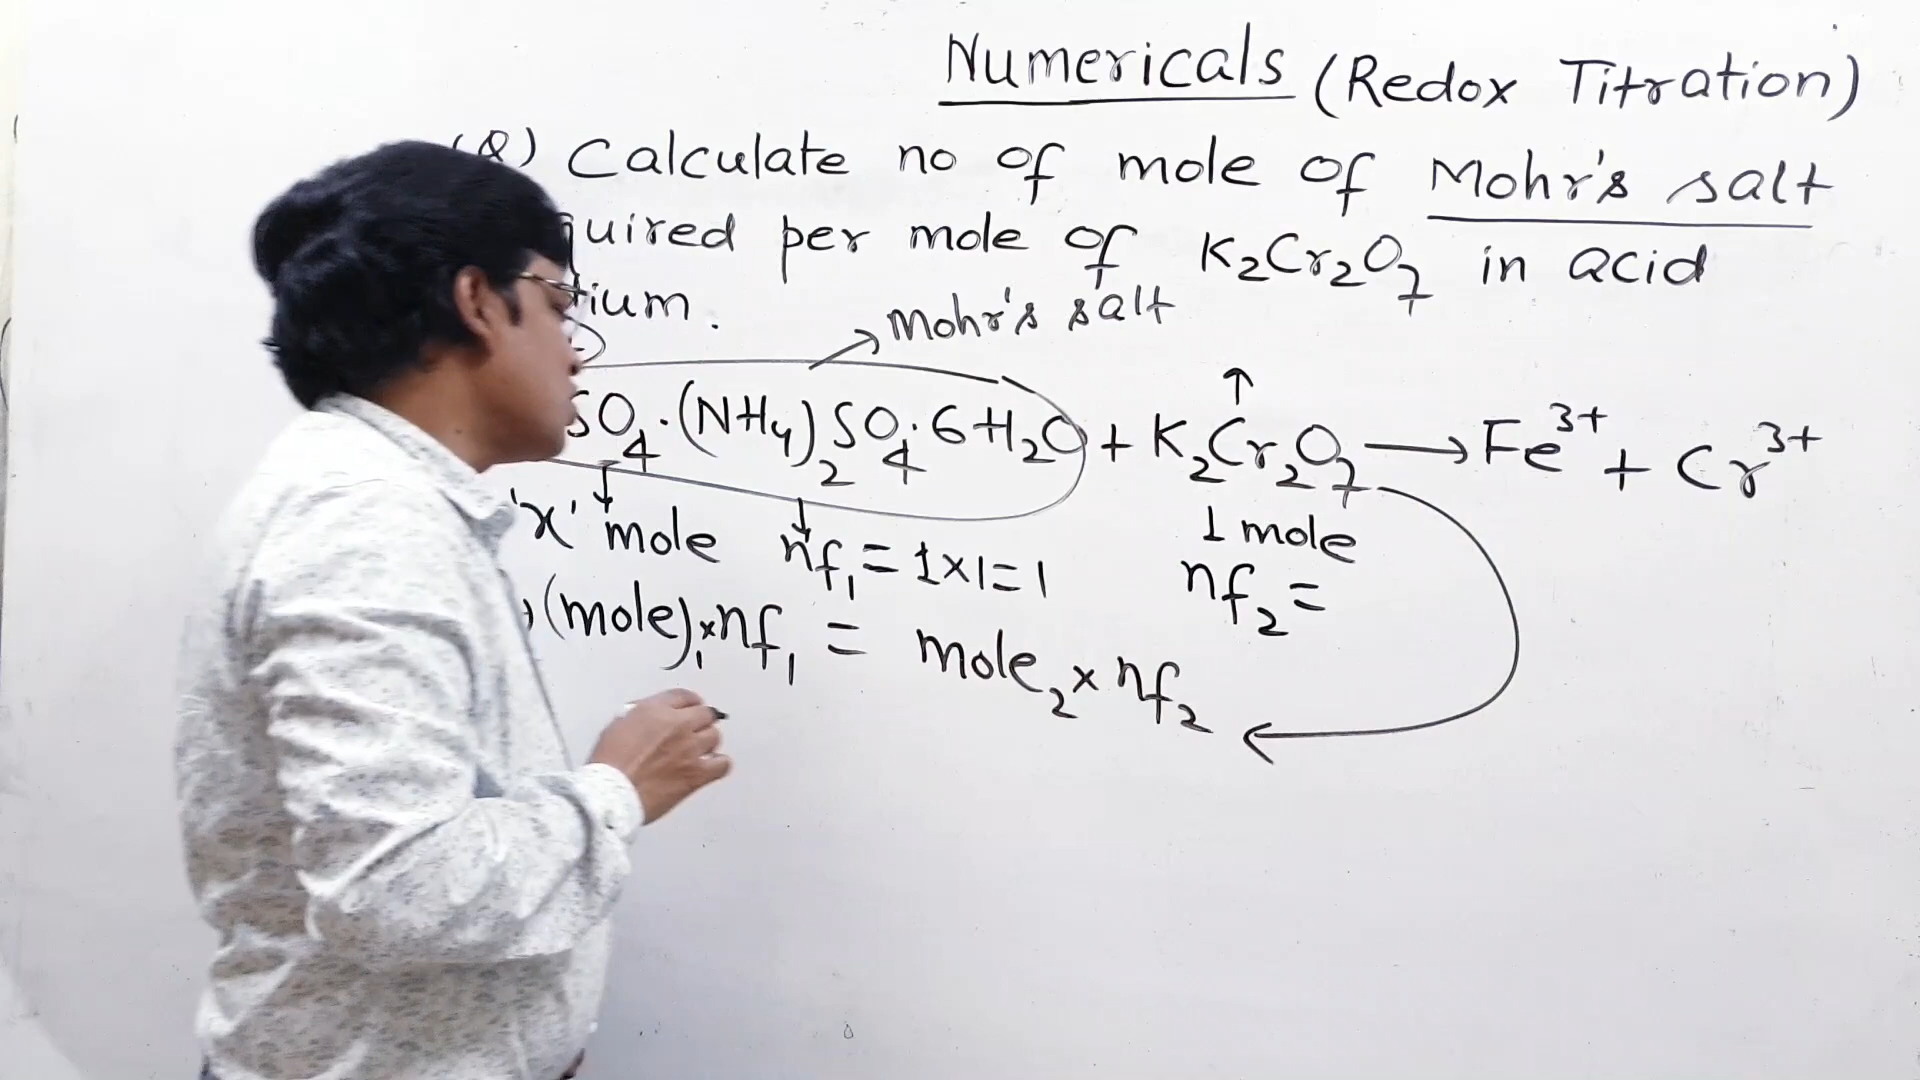 Numericals (Redox Titration)
(Q) Calculate no of mole of Mohr's salt
quired per mole of K₂Cr₂O₇ in acid
ium.
Mohr's salt
SO₄·(NH₄)₂SO₄·6H₂O + K₂Cr₂O₇ ⟶ Fe³⁺ + Cr³⁺
'x' mole nf₁ = 1×1=1
1 mole
nf₂ =
(mole)₁×nf₁ = mole₂×nf₂